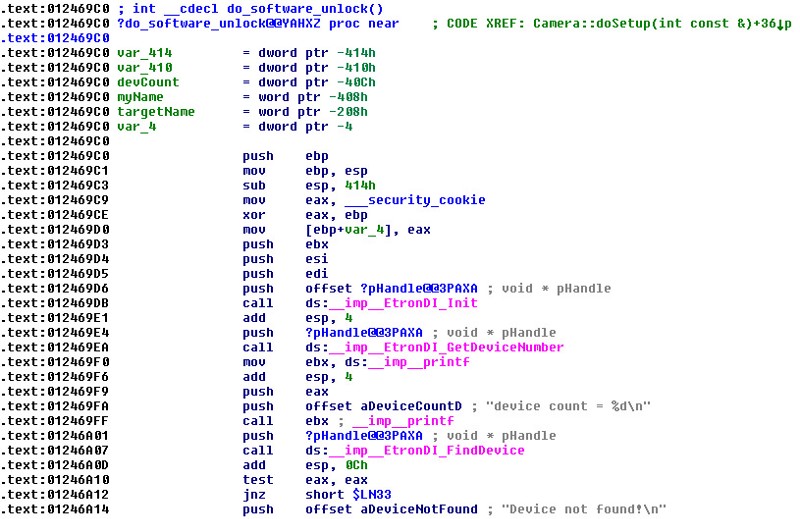 .text:012469C0 ; int __cdecl do_software_unlock()
.text:012469C0 ?do_software_unlock@@YAHXZ proc near ; CODE XREF: Camera::doSetup(int const &)+36↓p
.text:012469C0
.text:012469C0 var_414 = dword ptr -414h
.text:012469C0 var_410 = dword ptr -410h
.text:012469C0 devCount = dword ptr -40Ch
.text:012469C0 myName = word ptr -408h
.text:012469C0 targetName = word ptr -208h
.text:012469C0 var_4 = dword ptr -4
.text:012469C0
.text:012469C0 push ebp
.text:012469C1 mov ebp, esp
.text:012469C3 sub esp, 414h
.text:012469C9 mov eax, ___security_cookie
.text:012469CE xor eax, ebp
.text:012469D0 mov [ebp+var_4], eax
.text:012469D3 push ebx
.text:012469D4 push esi
.text:012469D5 push edi
.text:012469D6 push offset ?pHandle@@3PAXA ; void * pHandle
.text:012469DB call ds:__imp__EtronDI_Init
.text:012469E1 add esp, 4
.text:012469E4 push ?pHandle@@3PAXA ; void * pHandle
.text:012469EA call ds:__imp__EtronDI_GetDeviceNumber
.text:012469F0 mov ebx, ds:__imp__printf
.text:012469F6 add esp, 4
.text:012469F9 push eax
.text:012469FA push offset aDeviceCountD ; "device count = %d\n"
.text:012469FF call ebx ; __imp__printf
.text:01246A01 push ?pHandle@@3PAXA ; void * pHandle
.text:01246A07 call ds:__imp__EtronDI_FindDevice
.text:01246A0D add esp, 0Ch
.text:01246A10 test eax, eax
.text:01246A12 jnz short $LN33
.text:01246A14 push offset aDeviceNotFound ; "Device not found!\n"